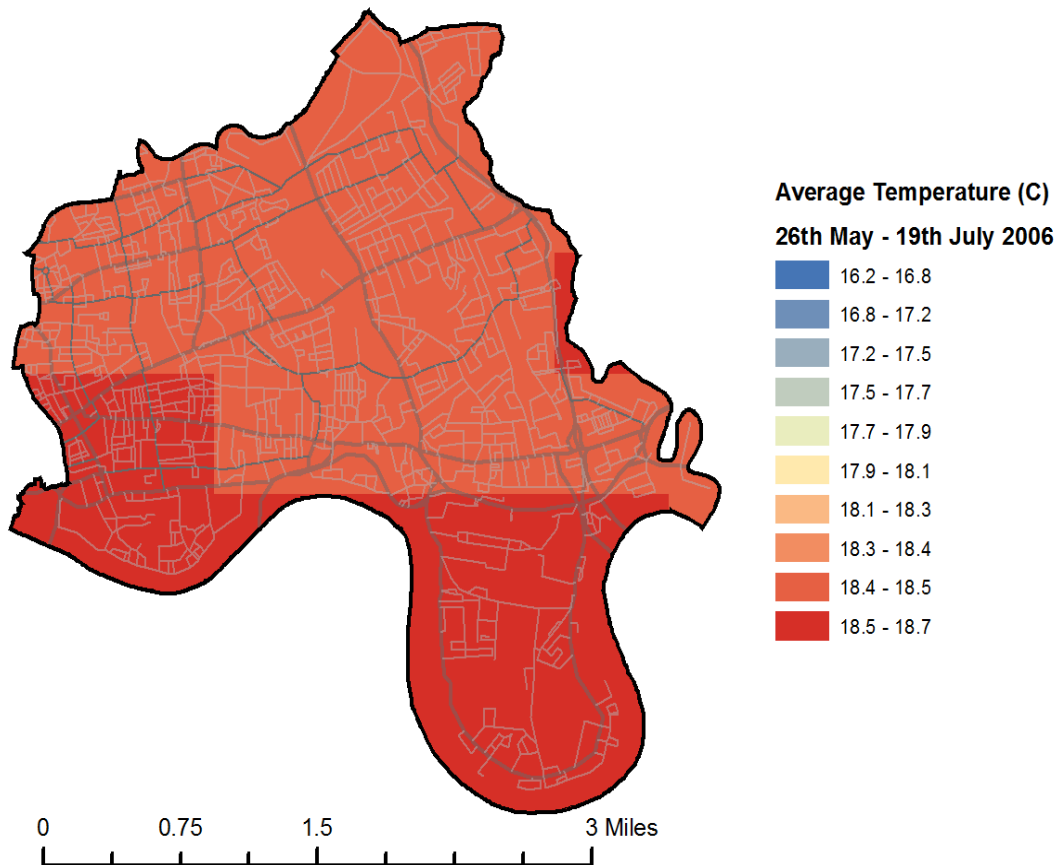 Average Temperature (C)
26th May - 19th July 2006
16.2 - 16.8
16.8 - 17.2
17.2 - 17.5
17.5 - 17.7
17.7 - 17.9
17.9 - 18.1
18.1 - 18.3
18.3 - 18.4
18.4 - 18.5
18.5 - 18.7
0 0.75 1.5 3 Miles